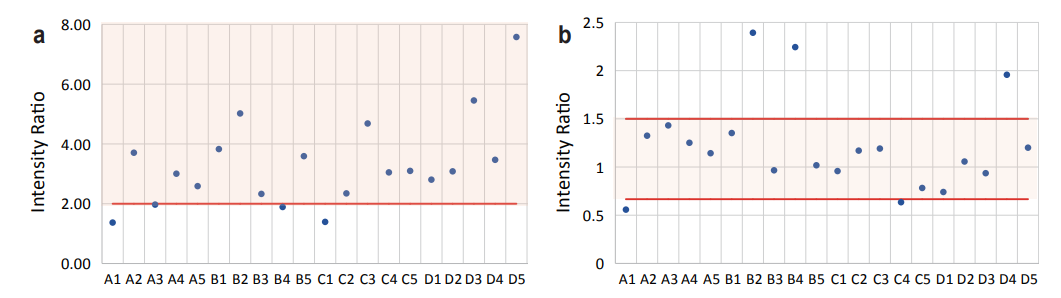 a
8.00
6.00
4.00
2.00
0.00
Intensity Ratio
A1 A2 A3 A4 A5 B1 B2 B3 B4 B5 C1 C2 C3 C4 C5 D1 D2 D3 D4 D5
b
2.5
2
1.5
1
0.5
0
Intensity Ratio
A1 A2 A3 A4 A5 B1 B2 B3 B4 B5 C1 C2 C3 C4 C5 D1 D2 D3 D4 D5